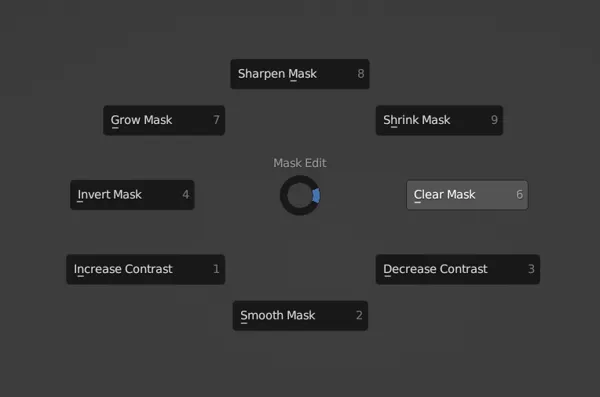 Sharpen Mask 8
Grow Mask 7
Shrink Mask 9
Mask Edit
Invert Mask 4
Clear Mask 6
Increase Contrast 1
Decrease Contrast 3
Smooth Mask 2